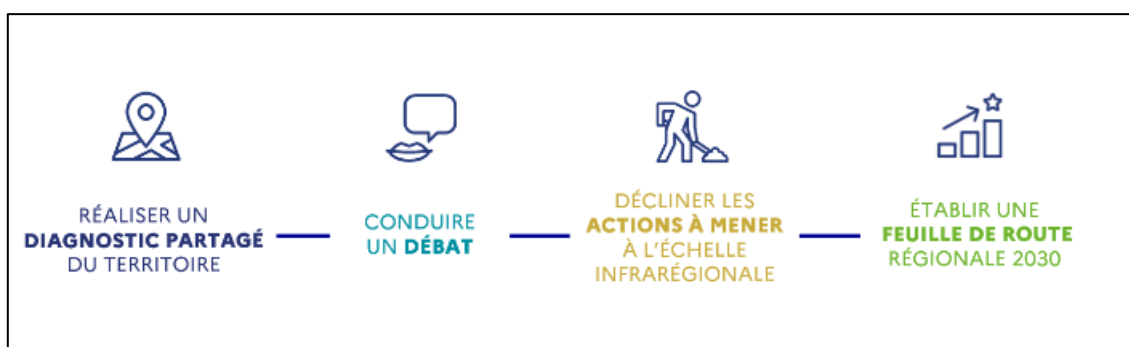 RÉALISER UN
DIAGNOSTIC PARTAGÉ
DU TERRITOIRE
CONDUIRE
UN DÉBAT
DÉCLINER LES
ACTIONS À MENER
À L'ÉCHELLE
INFRARÉGIONALE
ÉTABLIR UNE
FEUILLE DE ROUTE
RÉGIONALE 2030